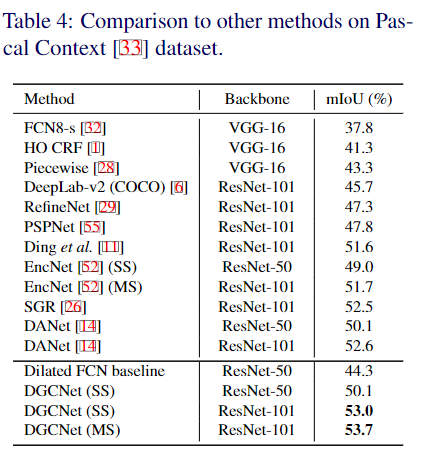 Table 4: Comparison to other methods on Pas-
cal Context [33] dataset.
Method Backbone mIoU (%)
FCN8-s [32] VGG-16 37.8
HO CRF [1] VGG-16 41.3
Piecewise [28] VGG-16 43.3
DeepLab-v2 (COCO) [6] ResNet-101 45.7
RefineNet [29] ResNet-101 47.3
PSPNet [55] ResNet-101 47.8
Ding et al. [11] ResNet-101 51.6
EncNet [52] (SS) ResNet-50 49.0
EncNet [52] (MS) ResNet-101 51.7
SGR [26] ResNet-101 52.5
DANet [14] ResNet-50 50.1
DANet [14] ResNet-101 52.6
Dilated FCN baseline ResNet-50 44.3
DGCNet (SS) ResNet-50 50.1
DGCNet (SS) ResNet-101 53.0
DGCNet (MS) ResNet-101 53.7